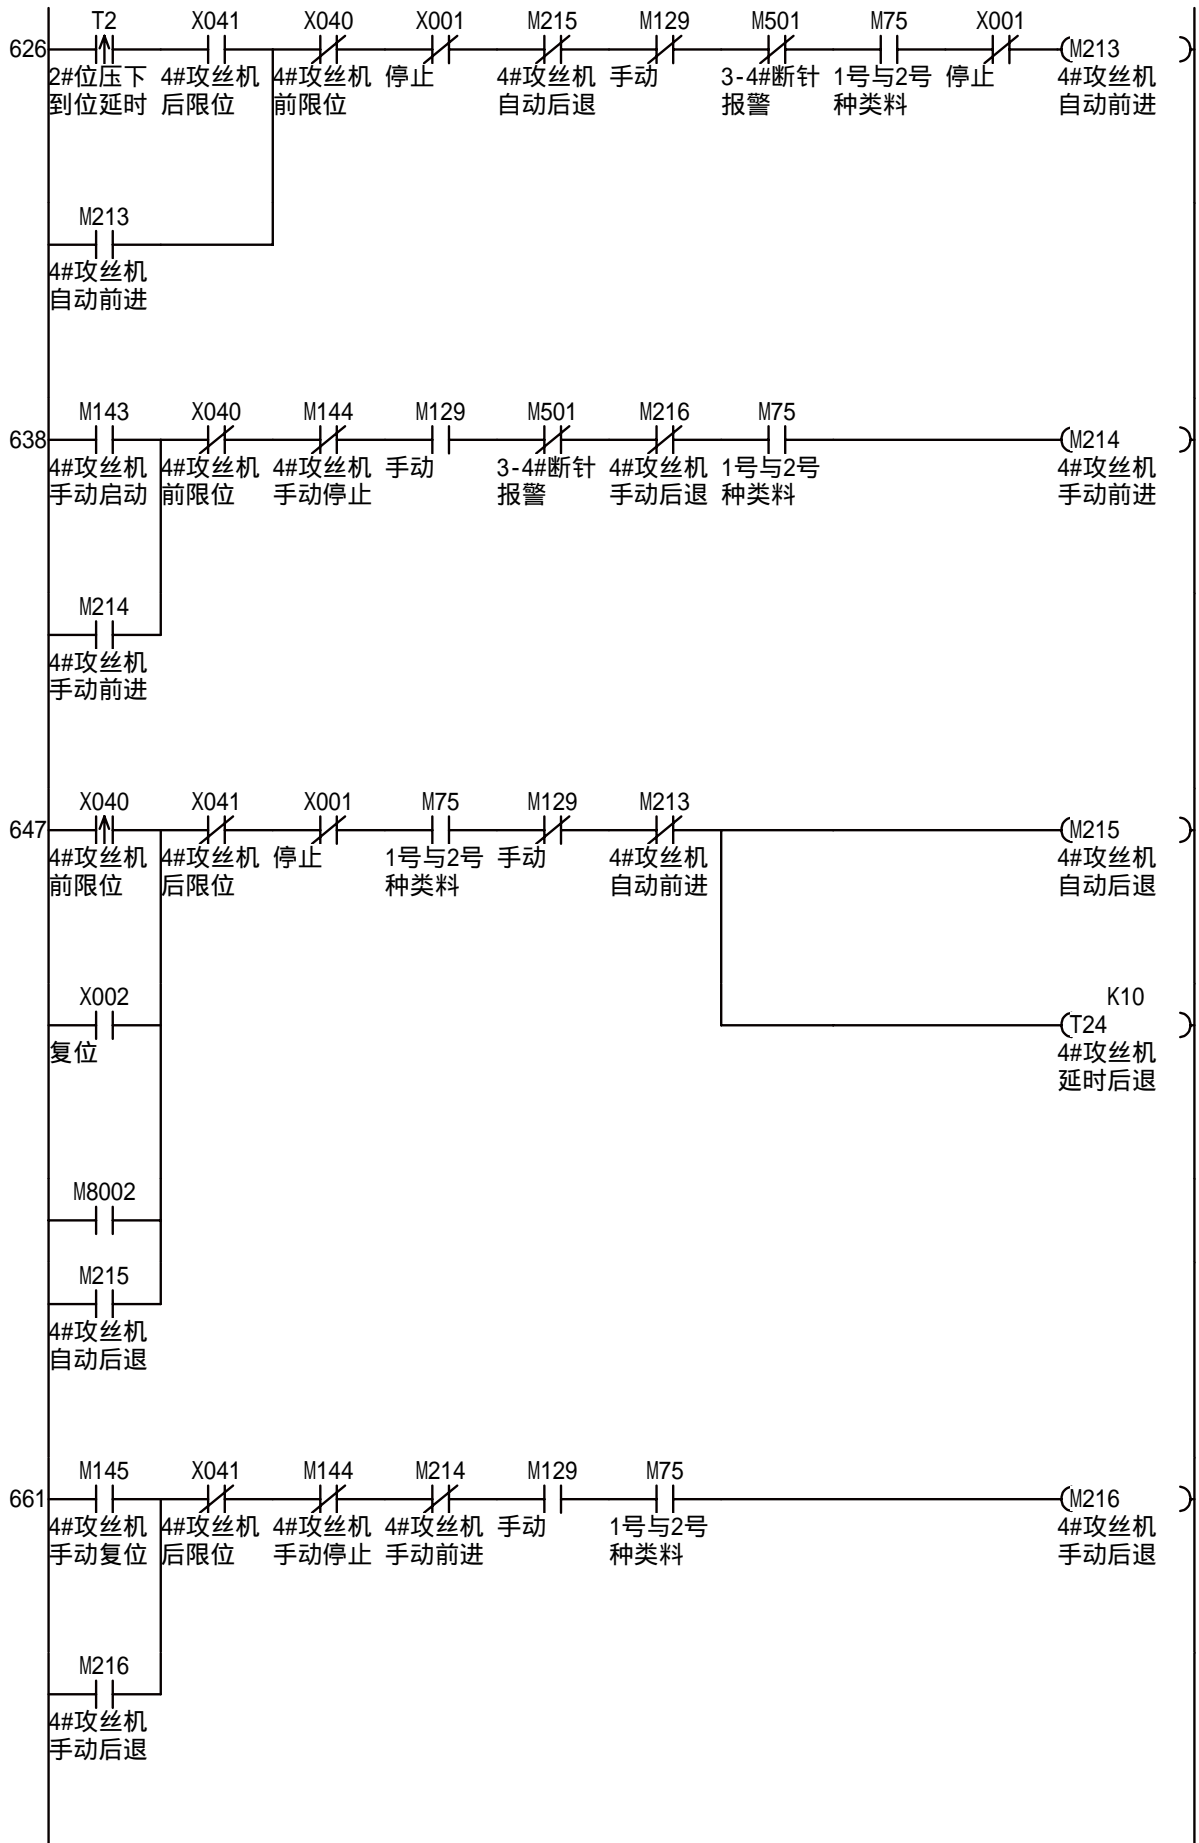 T2 X041 X040 X001 M215 M129 M501 M75 X001
626 (M213 )
2#位压下 4#攻丝机 4#攻丝机 停止 4#攻丝机 手动 3-4#断针 1号与2号 停止 4#攻丝机
到位延时 后限位 前限位 自动后退 报警 种类料 自动前进
M213
4#攻丝机
自动前进
M143 X040 M144 M129 M501 M216 M75
638 (M214 )
4#攻丝机 4#攻丝机 4#攻丝机 手动 3-4#断针 4#攻丝机 1号与2号 4#攻丝机
手动启动 前限位 手动停止 报警 手动后退 种类料 手动前进
M214
4#攻丝机
手动前进
X040 X041 X001 M75 M129 M213
647 (M215 )
4#攻丝机 4#攻丝机 停止 1号与2号 手动 4#攻丝机 4#攻丝机
前限位 后限位 种类料 自动前进 自动后退
X002 K10
(T24 )
复位 4#攻丝机
延时后退
M8002
M215
4#攻丝机
自动后退
M145 X041 M144 M214 M129 M75
661 (M216 )
4#攻丝机 4#攻丝机 4#攻丝机 4#攻丝机 手动 1号与2号 4#攻丝机
手动复位 后限位 手动停止 手动前进 种类料 手动后退
M216
4#攻丝机
手动后退